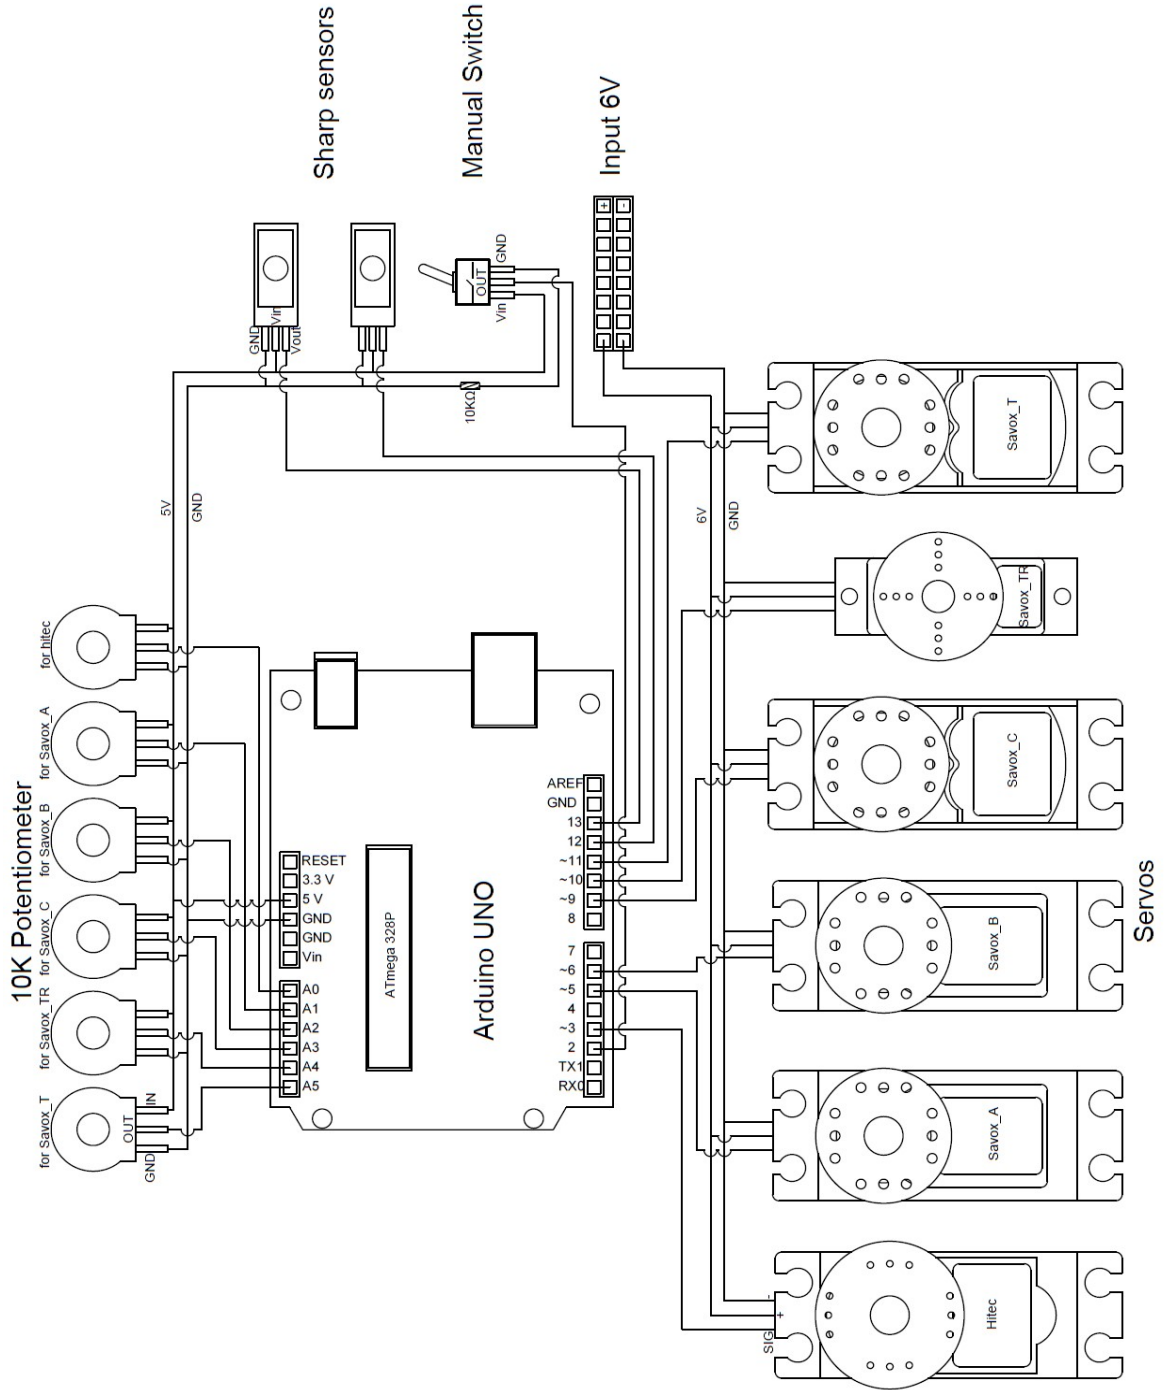 Sharp sensors
Manual Switch
Input 6V
GND
Vin
Vout
GND
OUT
Vin
+
-
10KΩ
5V
GND
6V
GND
10K Potentiometer
for hitec
for Savox_A
for Savox_B
for Savox_C
for Savox_TR
for Savox_T
IN
OUT
GND
RESET
3.3 V
5 V
GND
GND
Vin
A0
A1
A2
A3
A4
A5
ATmega 328P
Arduino UNO
AREF
GND
13
12
~11
~10
~9
8
7
~6
~5
4
~3
2
TX1
RX0
Savox_T
Savox_TR
Savox_C
Savox_B
Savox_A
Hitec
-
+
SIG
Servos